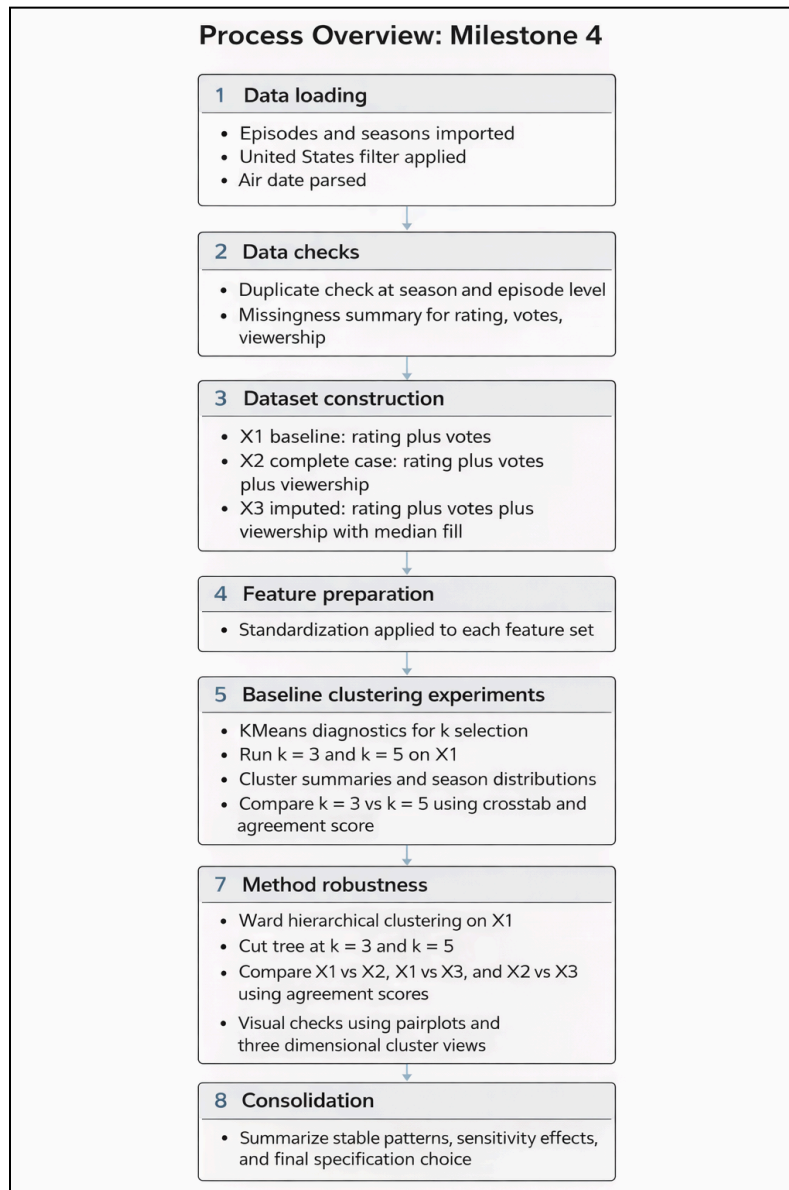 Process Overview: Milestone 4
1 Data loading
• Episodes and seasons imported
• United States filter applied
• Air date parsed
2 Data checks
• Duplicate check at season and episode level
• Missingness summary for rating, votes,
viewership
3 Dataset construction
• X1 baseline: rating plus votes
• X2 complete case: rating plus votes
plus viewership
• X3 imputed: rating plus votes plus
viewership with median fill
4 Feature preparation
• Standardization applied to each feature set
5 Baseline clustering experiments
• KMeans diagnostics for k selection
• Run k = 3 and k = 5 on X1
• Cluster summaries and season distributions
• Compare k = 3 vs k = 5 using crosstab and
agreement score
7 Method robustness
• Ward hierarchical clustering on X1
• Cut tree at k = 3 and k = 5
• Compare X1 vs X2, X1 vs X3, and X2 vs X3
using agreement scores
• Visual checks using pairplots and
three dimensional cluster views
8 Consolidation
• Summarize stable patterns, sensitivity effects,
and final specification choice